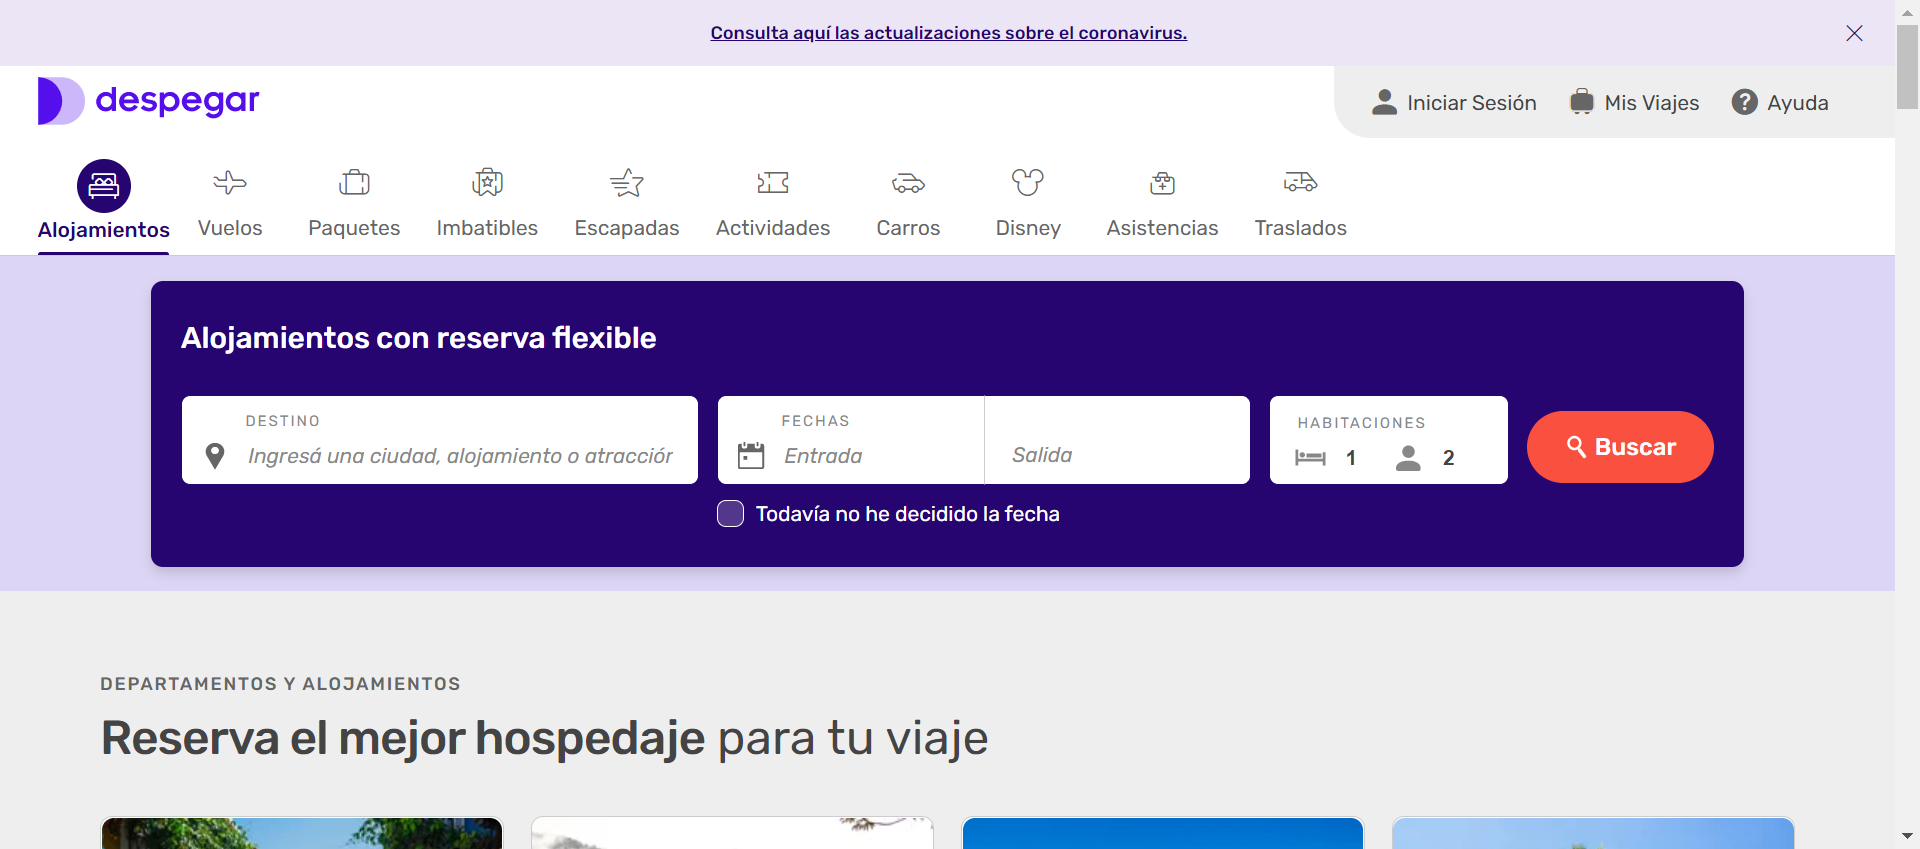 Consulta aquí las actualizaciones sobre el coronavirus.
despegar
Iniciar Sesión
Mis Viajes
Ayuda
Alojamientos
Vuelos
Paquetes
Imbatibles
Escapadas
Actividades
Carros
Disney
Asistencias
Traslados
Alojamientos con reserva flexible
DESTINO
Ingresá una ciudad, alojamiento o atracción
FECHAS
Entrada
Salida
HABITACIONES
1
2
Buscar
Todavía no he decidido la fecha
DEPARTAMENTOS Y ALOJAMIENTOS
Reserva el mejor hospedaje para tu viaje